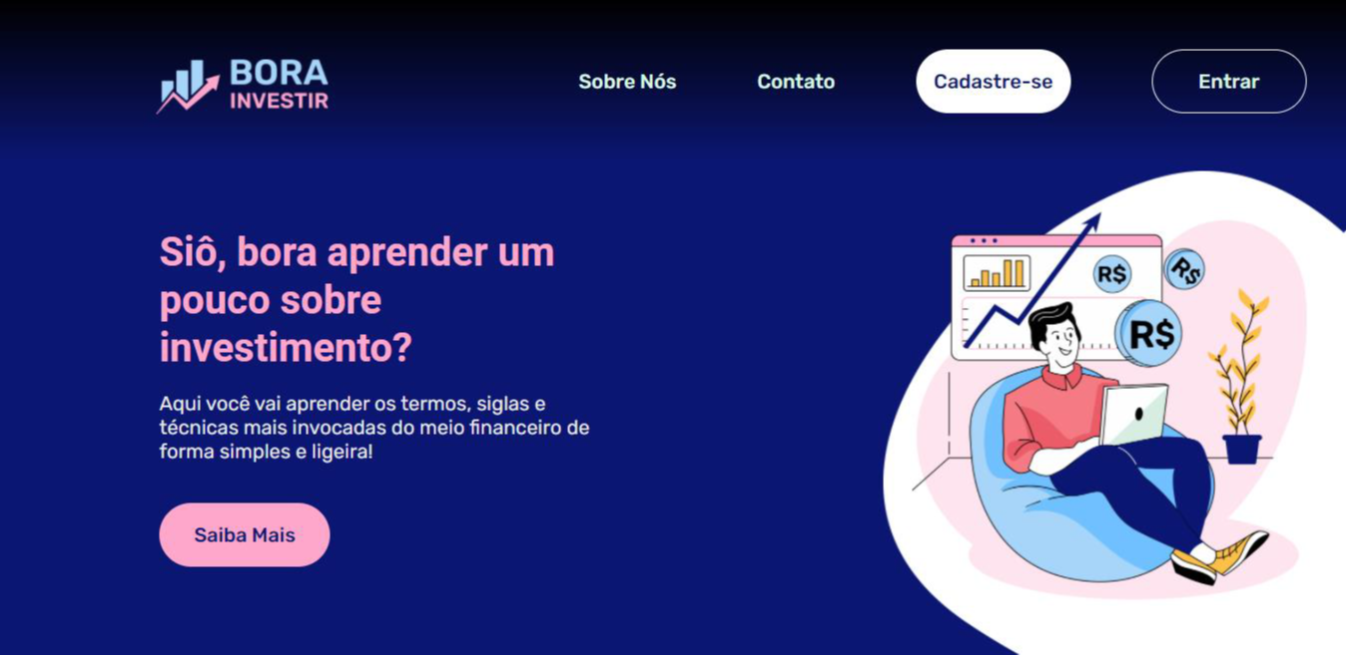 BORA
INVESTIR
Sobre Nós
Contato
Cadastre-se
Entrar
Siô, bora aprender um
pouco sobre
investimento?
Aqui você vai aprender os termos, siglas e
técnicas mais invocadas do meio financeiro de
forma simples e ligeira!
Saiba Mais
R$
R$
R$